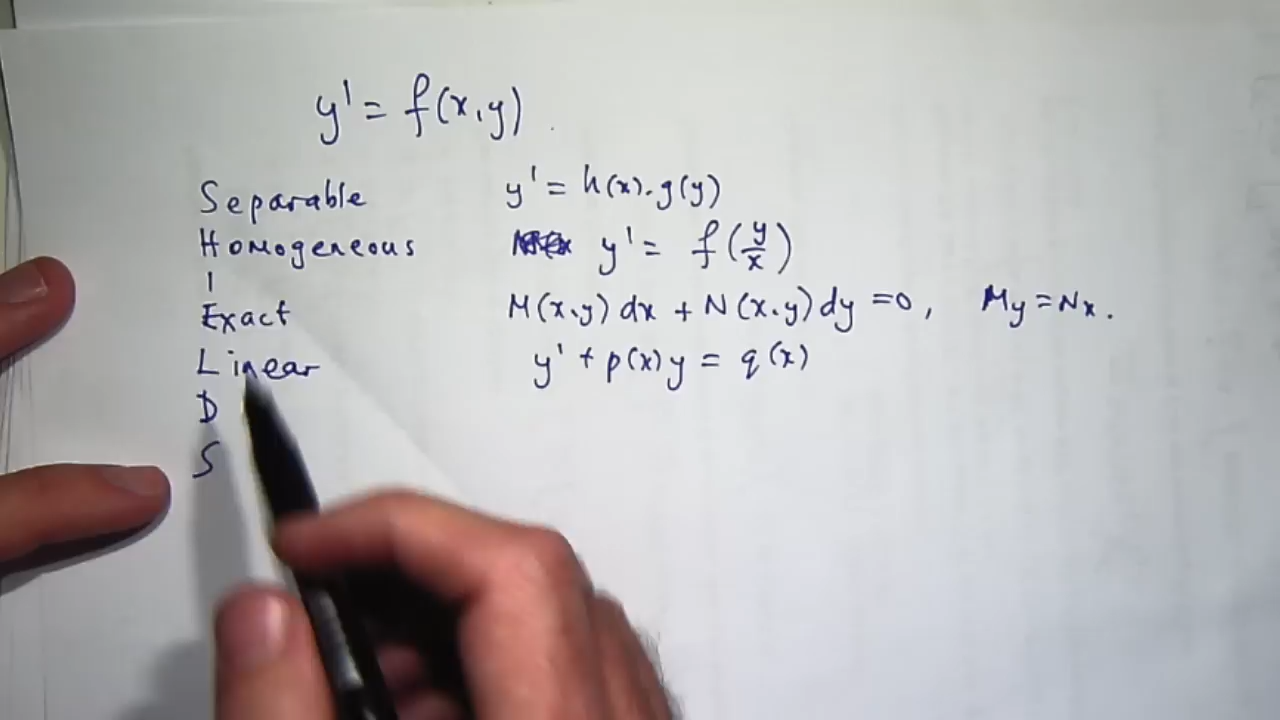 y' = f(x,y)
Separable y' = h(x).g(y)
Homogeneous y' = f(y/x)
I
Exact M(x,y) dx + N(x,y) dy = 0, My = Nx.
Linear y' + p(x)y = q(x)
D
S